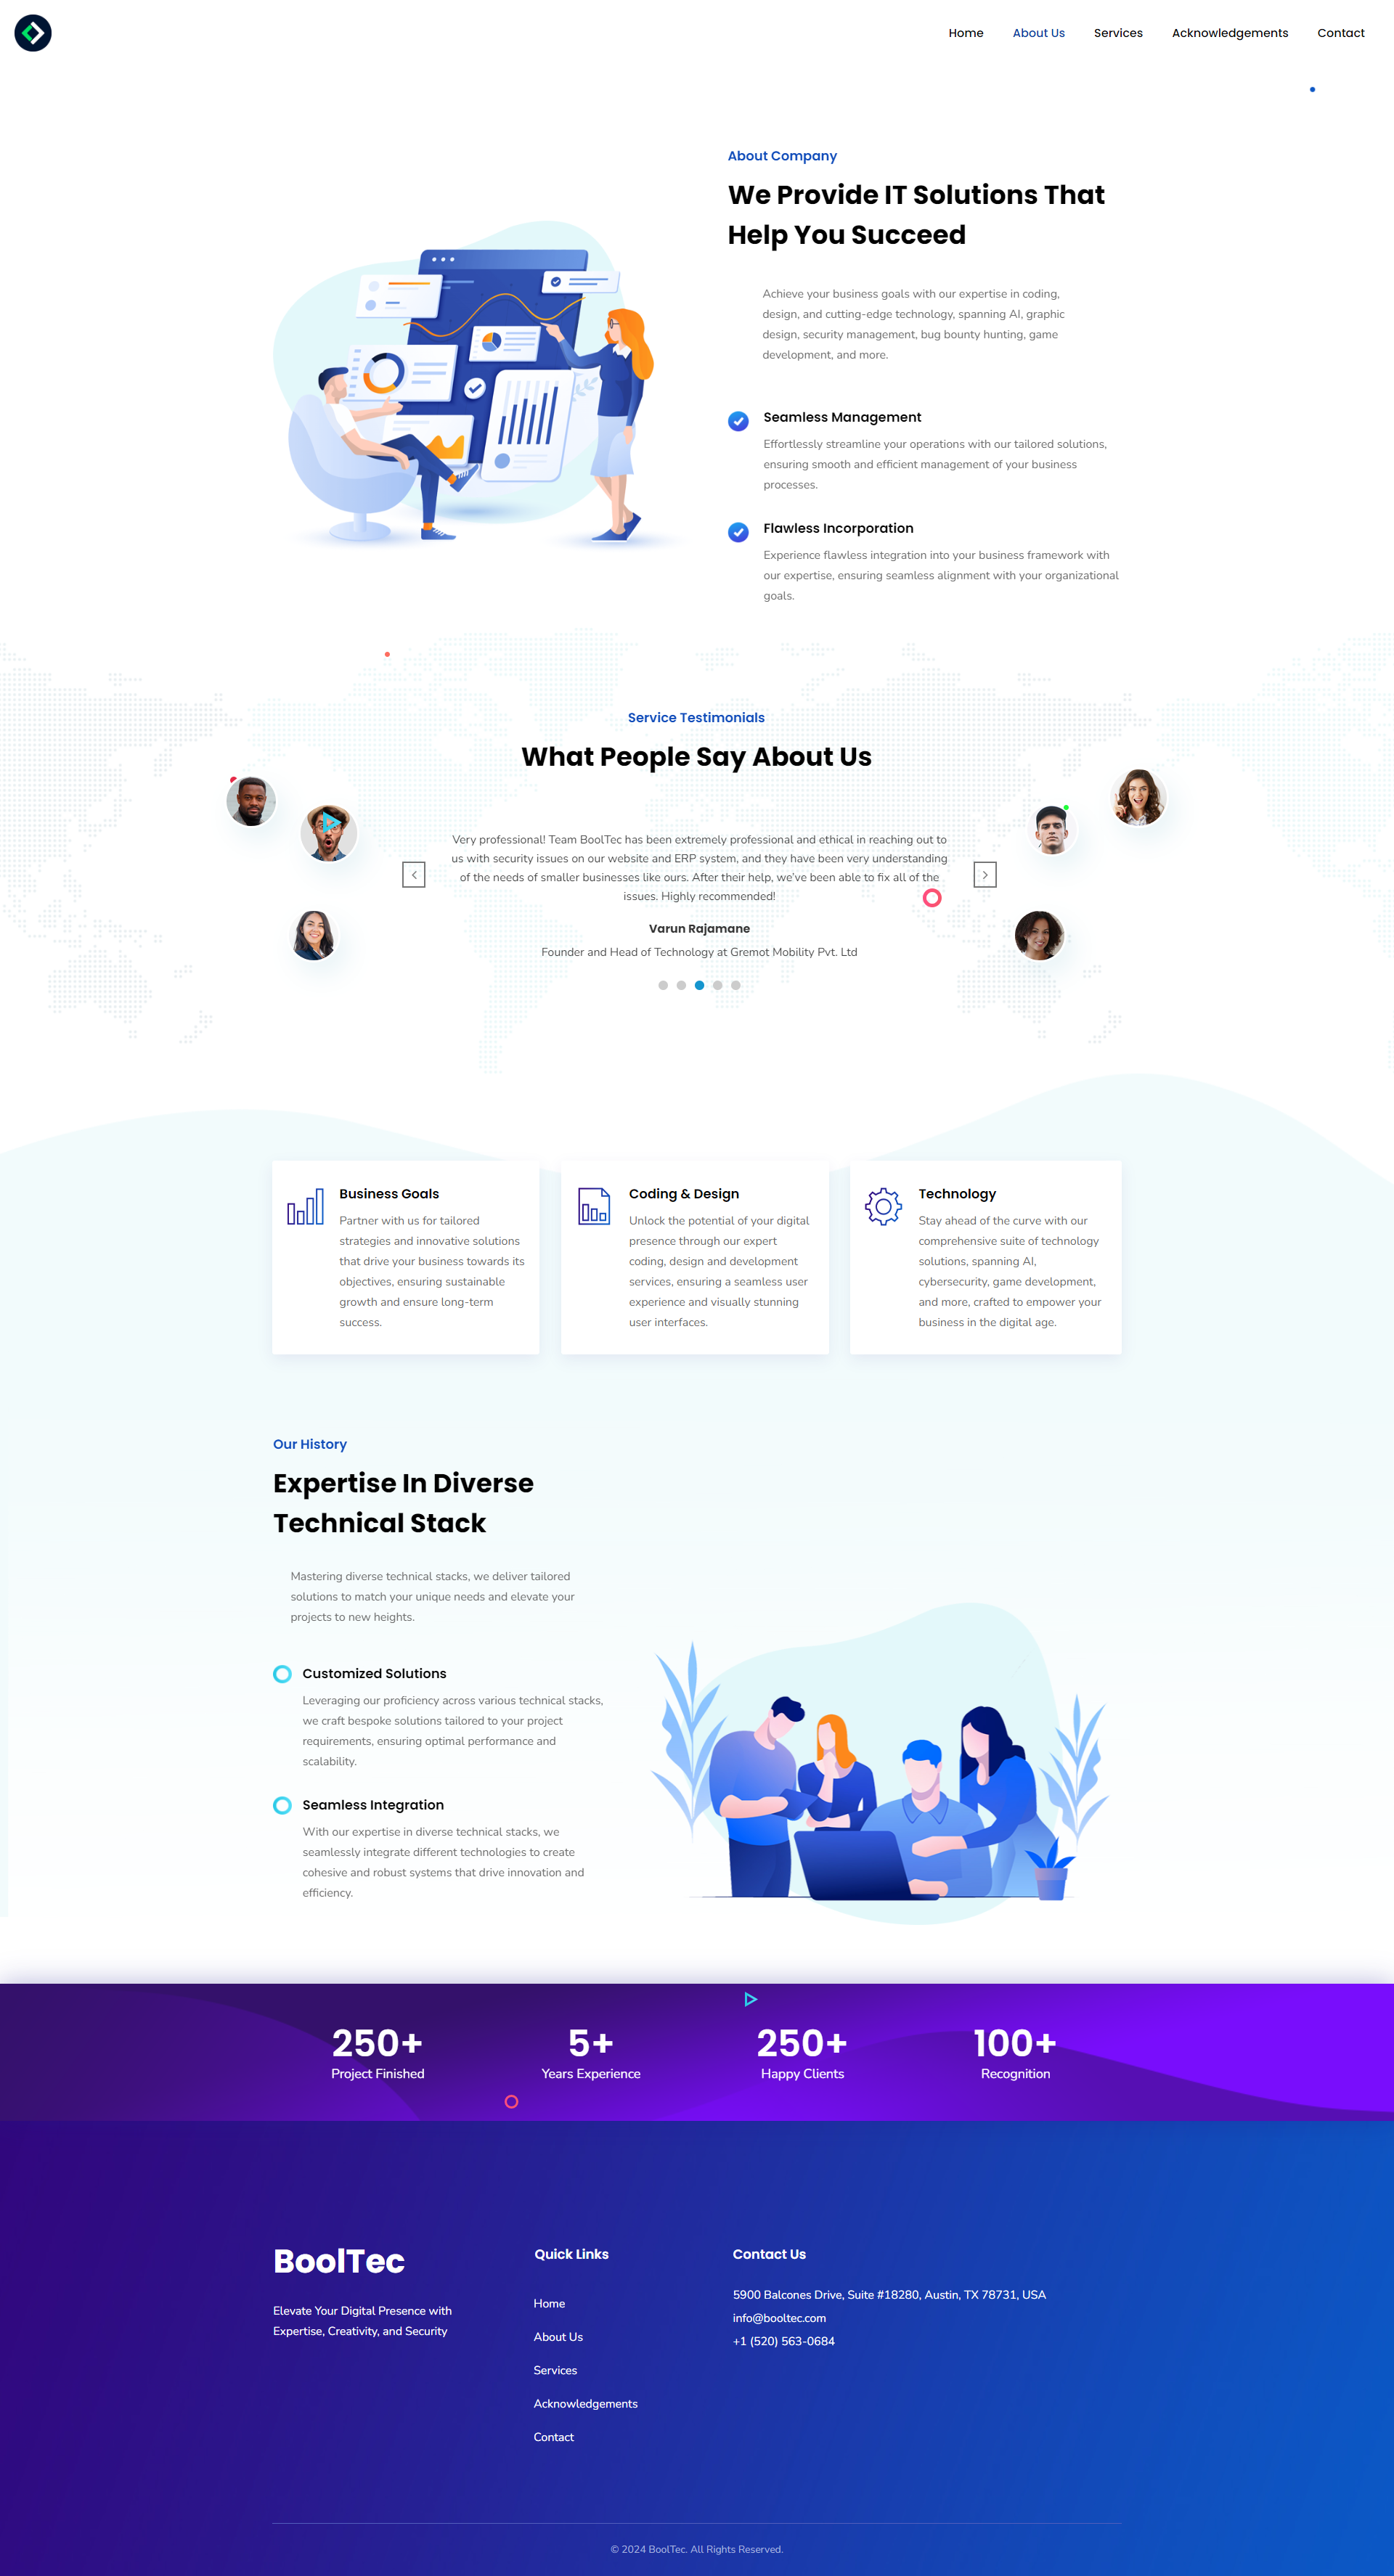 Home About Us Services Acknowledgements Contact
About Company
We Provide IT Solutions That
Help You Succeed
Achieve your business goals with our expertise in coding,
design, and cutting-edge technology, spanning AI, graphic
design, security management, bug bounty hunting, game
development, and more.
Seamless Management
Effortlessly streamline your operations with our tailored solutions,
ensuring smooth and efficient management of your business
processes.
Flawless Incorporation
Experience flawless integration into your business framework with
our expertise, ensuring seamless alignment with your organizational
goals.
Service Testimonials
What People Say About Us
Very professional! Team BoolTec has been extremely professional and ethical in reaching out to
us with security issues on our website and ERP system, and they have been very understanding
of the needs of smaller businesses like ours. After their help, we've been able to fix all of the
issues. Highly recommended!
Varun Rajamane
Founder and Head of Technology at Gremot Mobility Pvt. Ltd
Business Goals
Partner with us for tailored
strategies and innovative solutions
that drive your business towards its
objectives, ensuring sustainable
growth and ensure long-term
success.
Coding & Design
Unlock the potential of your digital
presence through our expert
coding, design and development
services, ensuring a seamless user
experience and visually stunning
user interfaces.
Technology
Stay ahead of the curve with our
comprehensive suite of technology
solutions, spanning AI,
cybersecurity, game development,
and more, crafted to empower your
business in the digital age.
Our History
Expertise In Diverse
Technical Stack
Mastering diverse technical stacks, we deliver tailored
solutions to match your unique needs and elevate your
projects to new heights.
Customized Solutions
Leveraging our proficiency across various technical stacks,
we craft bespoke solutions tailored to your project
requirements, ensuring optimal performance and
scalability.
Seamless Integration
With our expertise in diverse technical stacks, we
seamlessly integrate different technologies to create
cohesive and robust systems that drive innovation and
efficiency.
250+ 5+ 250+ 100+
Project Finished Years Experience Happy Clients Recognition
BoolTec
Elevate Your Digital Presence with
Expertise, Creativity, and Security
Quick Links
Home
About Us
Services
Acknowledgements
Contact
Contact Us
5900 Balcones Drive, Suite #18280, Austin, TX 78731, USA
info@booltec.com
+1 (520) 563-0684
© 2024 BoolTec. All Rights Reserved.